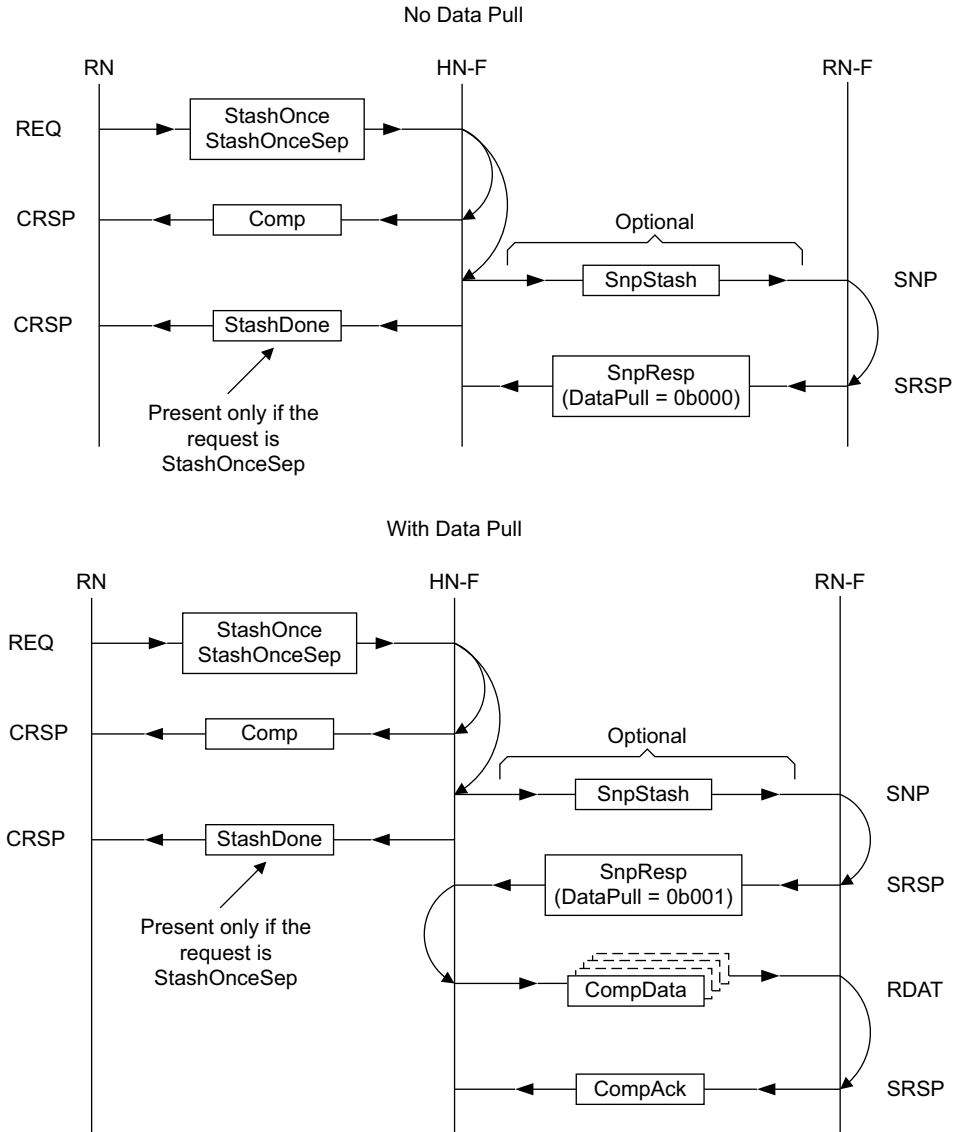 No Data Pull
RN
HN-F
RN-F
REQ
StashOnce
StashOnceSep
CRSP
Comp
Optional
SnpStash
SNP
CRSP
StashDone
SnpResp
(DataPull = 0b000)
SRSP
Present only if the
request is
StashOnceSep
With Data Pull
RN
HN-F
RN-F
REQ
StashOnce
StashOnceSep
CRSP
Comp
Optional
SnpStash
SNP
CRSP
StashDone
SnpResp
(DataPull = 0b001)
SRSP
Present only if the
request is
StashOnceSep
CompData
RDAT
CompAck
SRSP